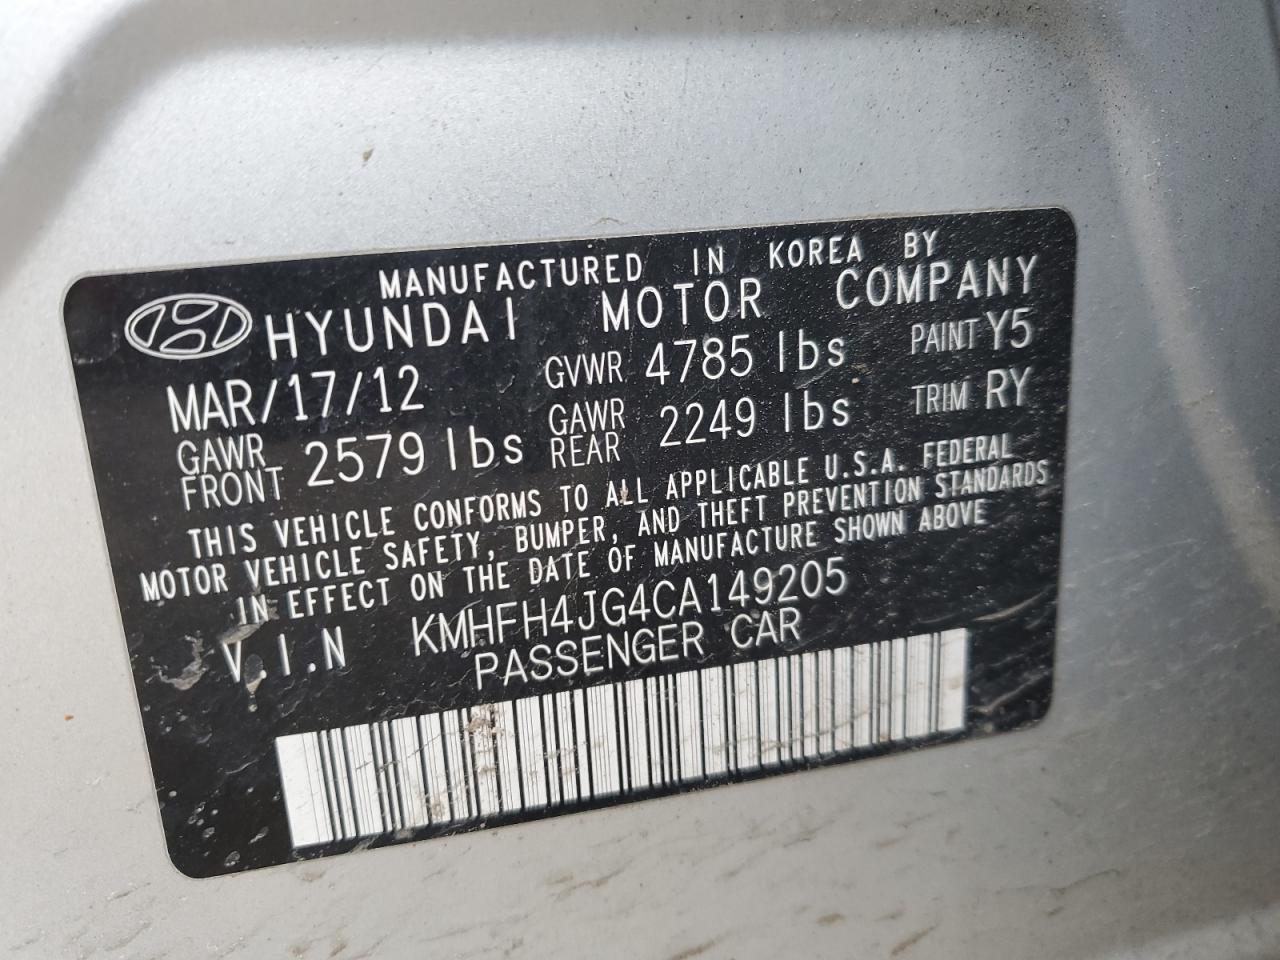 MANUFACTURED IN KOREA BY
HYUNDAI MOTOR COMPANY
MAR/17/12 GVWR 4785 lbs PAINT Y5
GAWR FRONT 2579 lbs GAWR REAR 2249 lbs TRIM RY
THIS VEHICLE CONFORMS TO ALL APPLICABLE U.S.A. FEDERAL
MOTOR VEHICLE SAFETY, BUMPER, AND THEFT PREVENTION STANDARDS
IN EFFECT ON THE DATE OF MANUFACTURE SHOWN ABOVE
V.I.N KMHFH4JG4CA149205
PASSENGER CAR